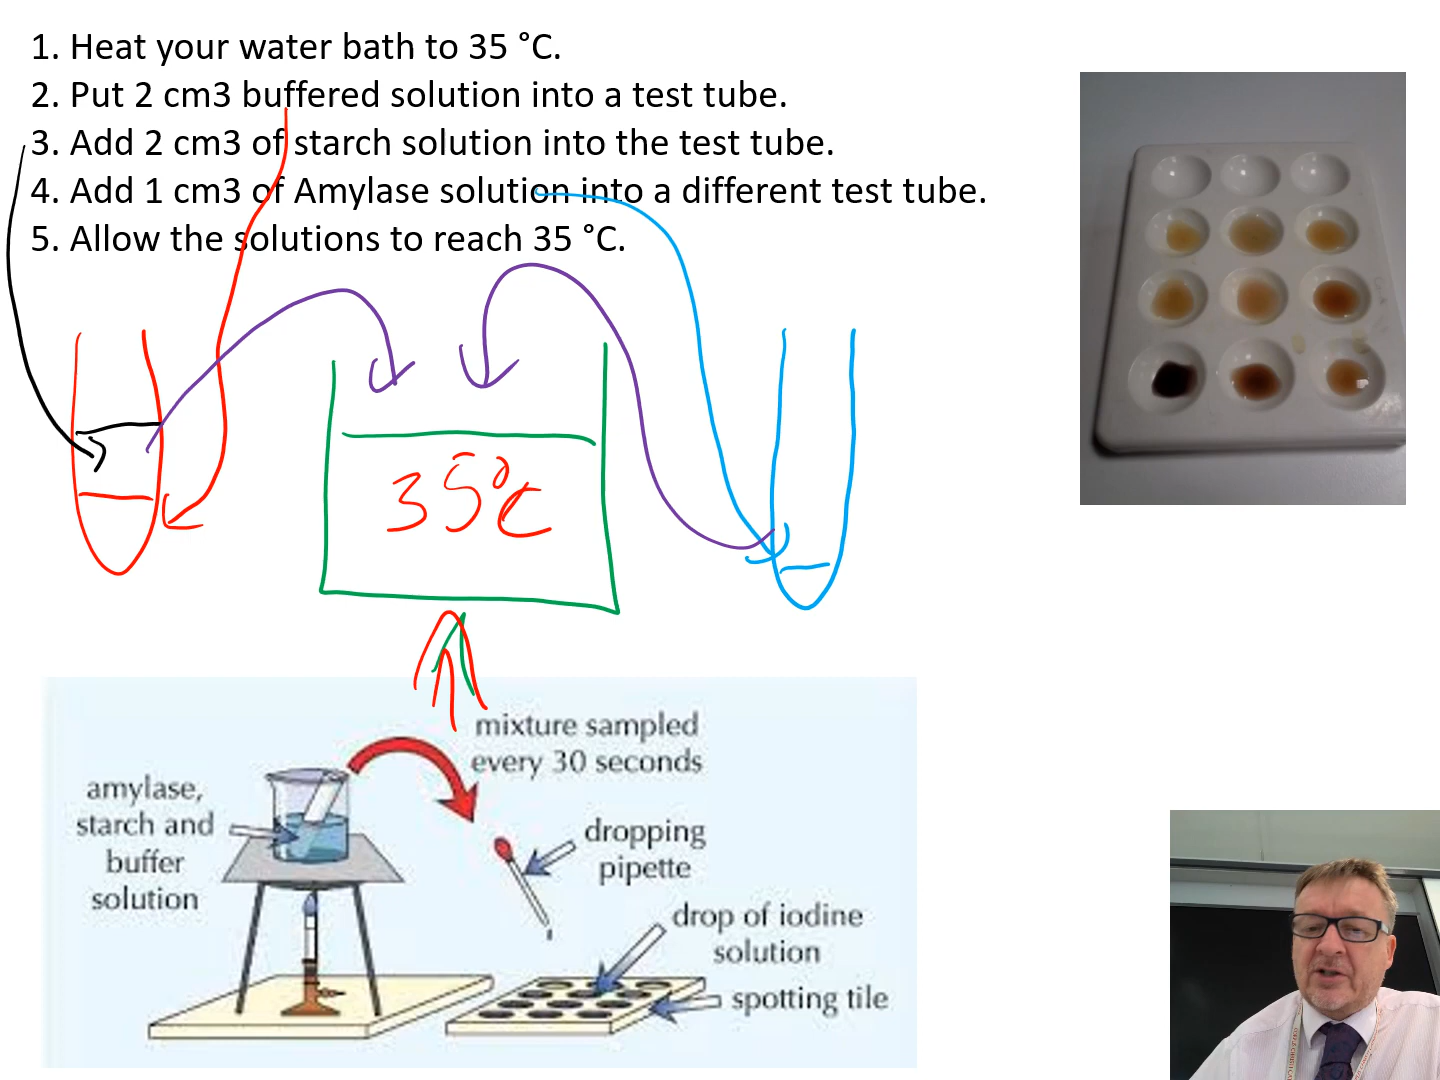 1. Heat your water bath to 35 °C.
2. Put 2 cm3 buffered solution into a test tube.
3. Add 2 cm3 of starch solution into the test tube.
4. Add 1 cm3 of Amylase solution into a different test tube.
5. Allow the solutions to reach 35 °C.
35°C
mixture sampled
every 30 seconds
amylase,
starch and
buffer
solution
dropping
pipette
drop of iodine
solution
spotting tile